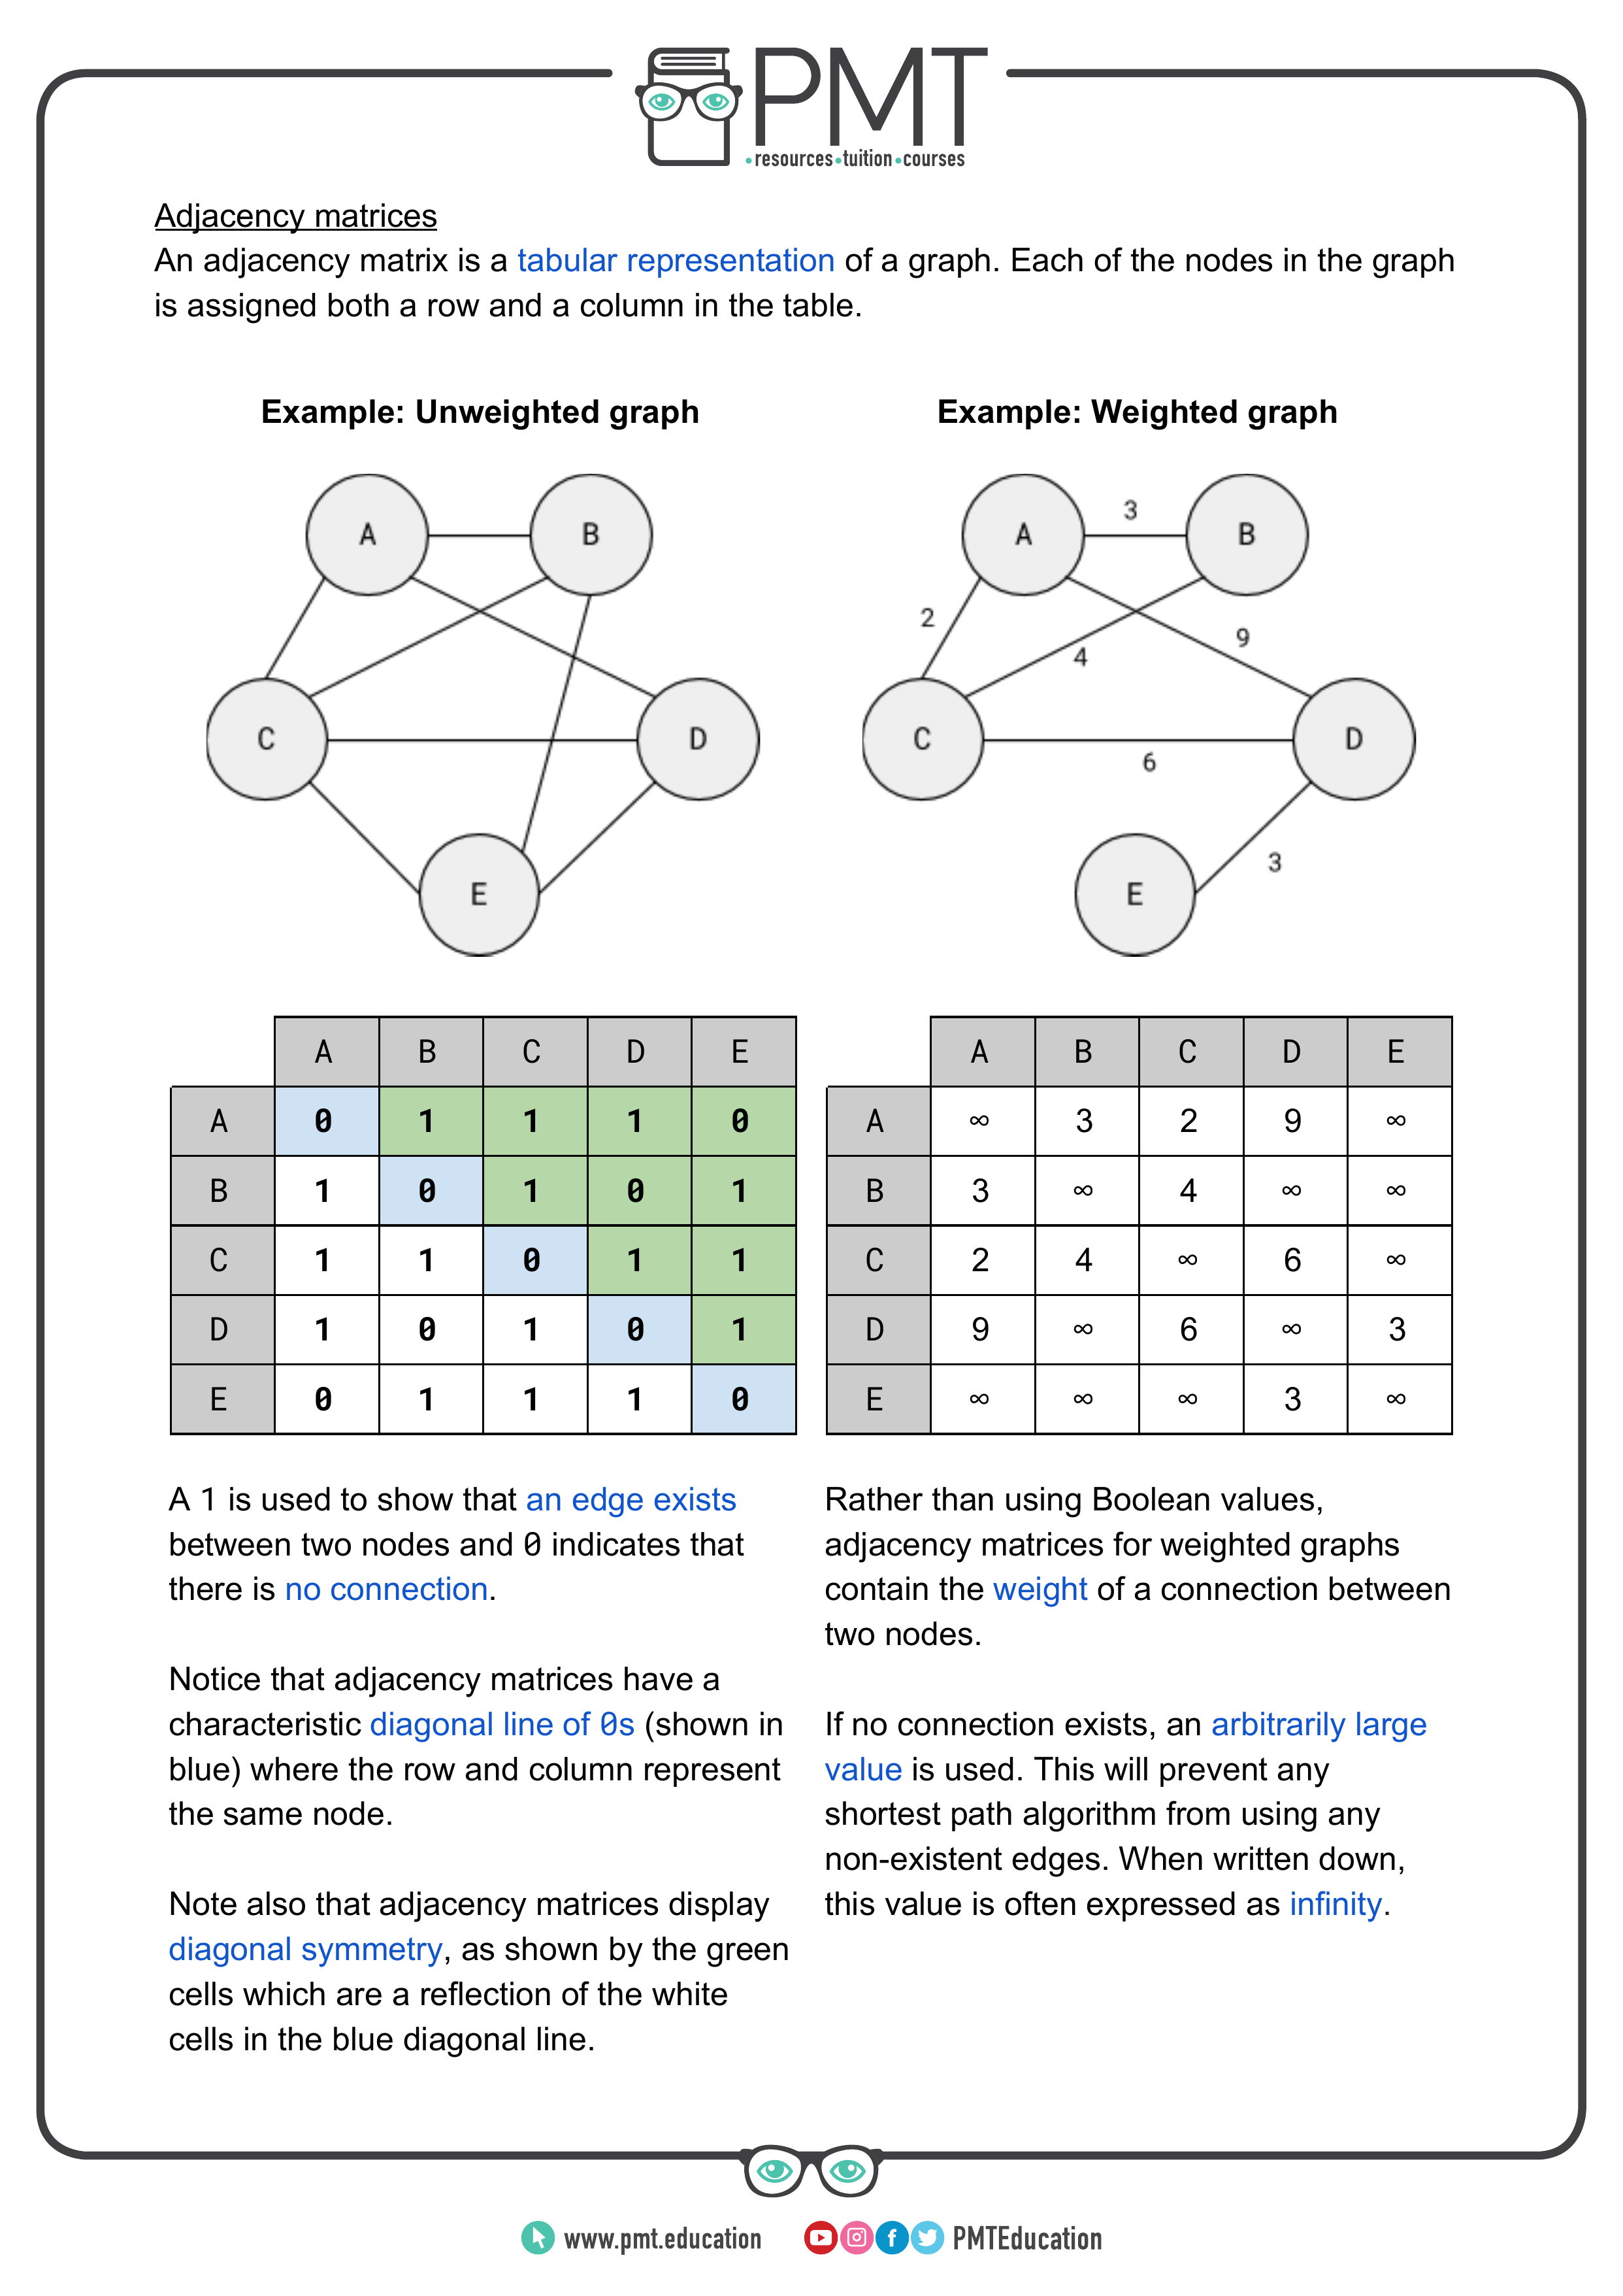 PMT
resources tuition courses
Adjacency matrices
An adjacency matrix is a tabular representation of a graph. Each of the nodes in the graph
is assigned both a row and a column in the table.
Example: Unweighted graph
A B
C D
E
A B C D E
A 0 1 1 1 0
B 1 0 1 0 1
C 1 1 0 1 1
D 1 0 1 0 1
E 0 1 1 1 0
A 1 is used to show that an edge exists
between two nodes and 0 indicates that
there is no connection.
Notice that adjacency matrices have a
characteristic diagonal line of 0s (shown in
blue) where the row and column represent
the same node.
Note also that adjacency matrices display
diagonal symmetry, as shown by the green
cells which are a reflection of the white
cells in the blue diagonal line.
Example: Weighted graph
3
A B
2
9
4
C D
6
3
E
A B C D E
A ∞ 3 2 9 ∞
B 3 ∞ 4 ∞ ∞
C 2 4 ∞ 6 ∞
D 9 ∞ 6 ∞ 3
E ∞ ∞ ∞ 3 ∞
Rather than using Boolean values,
adjacency matrices for weighted graphs
contain the weight of a connection between
two nodes.
If no connection exists, an arbitrarily large
value is used. This will prevent any
shortest path algorithm from using any
non-existent edges. When written down,
this value is often expressed as infinity.
www.pmt.education PMTEducation